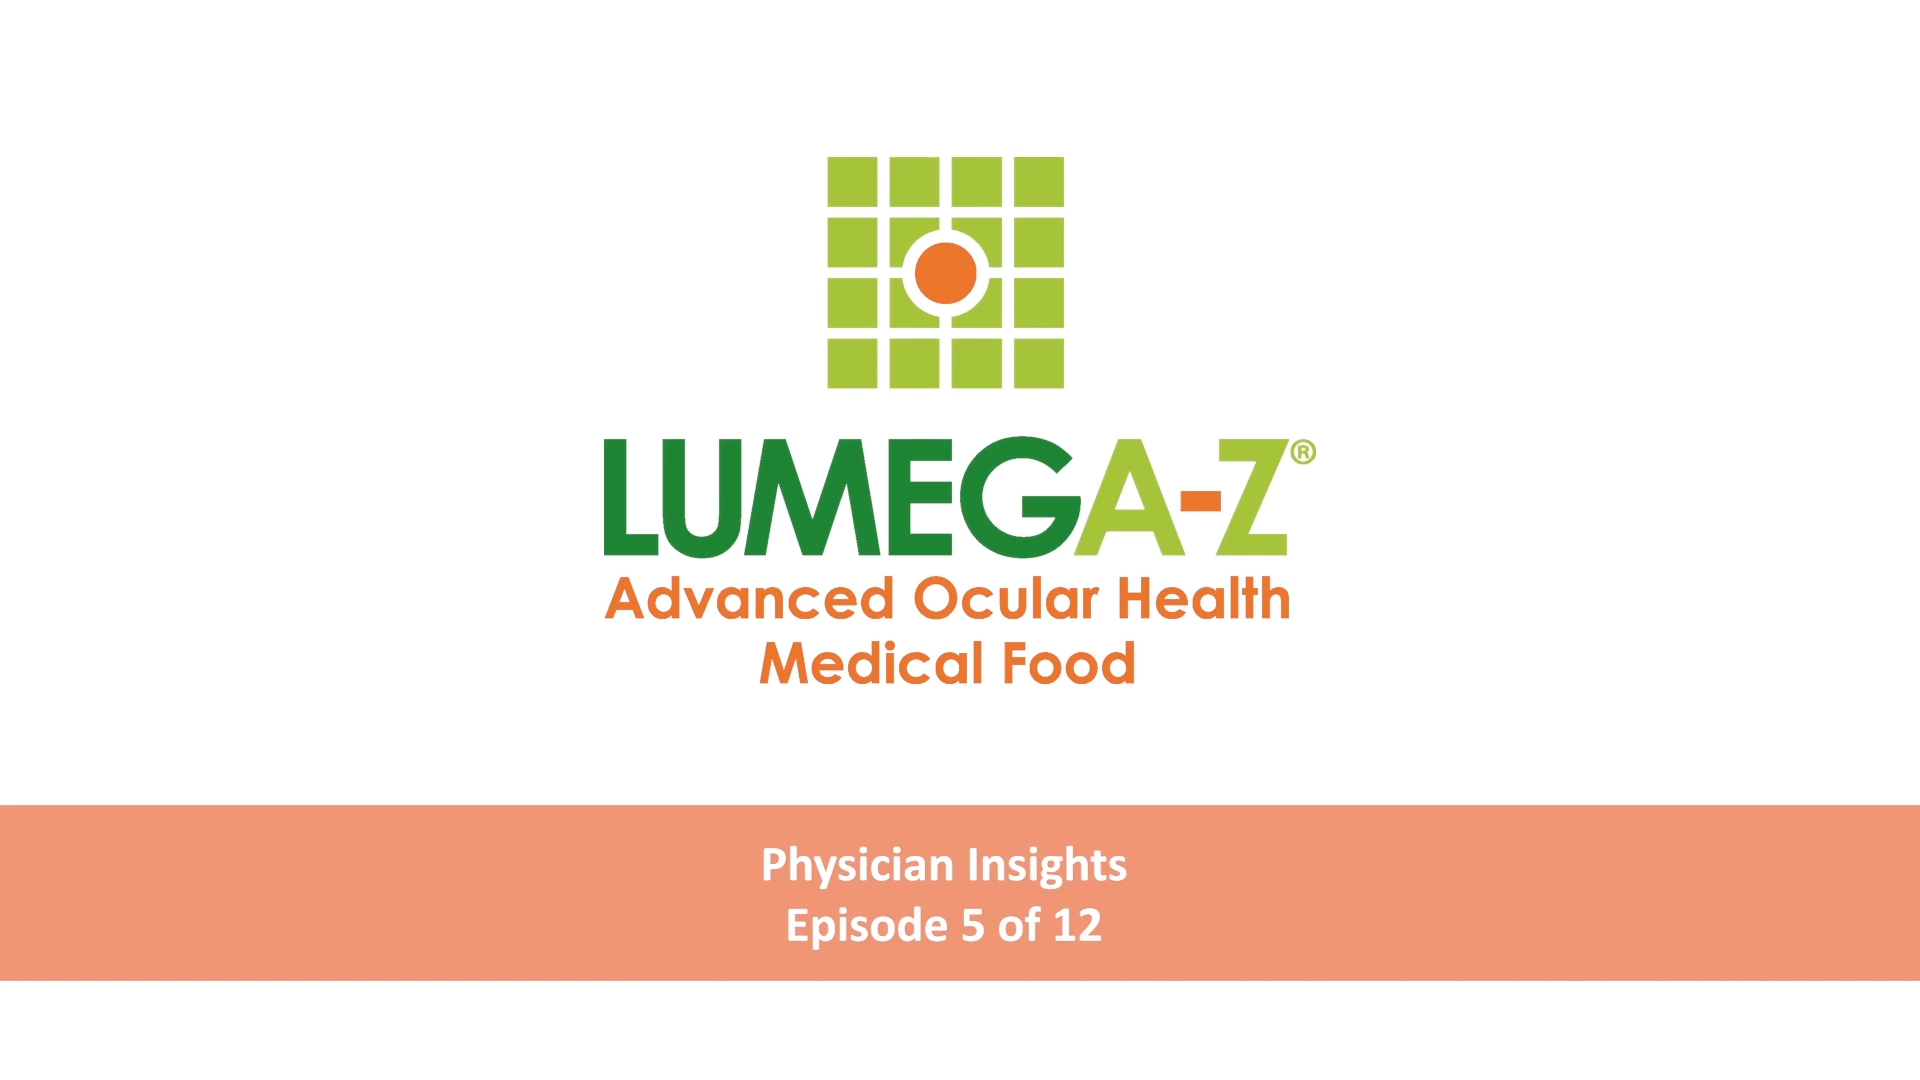 LUMEGA-Z®
Advanced Ocular Health
Medical Food
Physician Insights
Episode 5 of 12